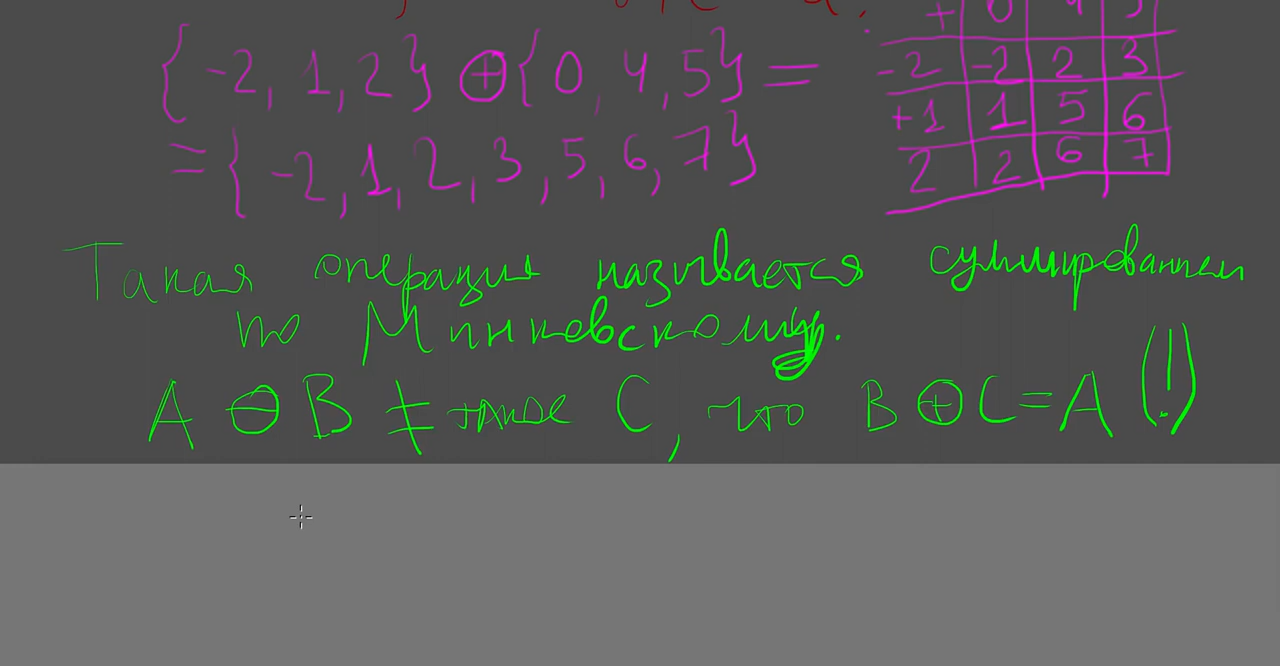 + 0 4 5
{-2, 1, 2} ⊕ {0, 4, 5} =
-2 -2 2 3
+1 1 5 6
= {-2, 1, 2, 3, 5, 6, 7}
2 2 6 7
Такая операция называется суммированием
по Минковскому.
A ⊖ B ≠ такое C, что B ⊕ C = A (!)